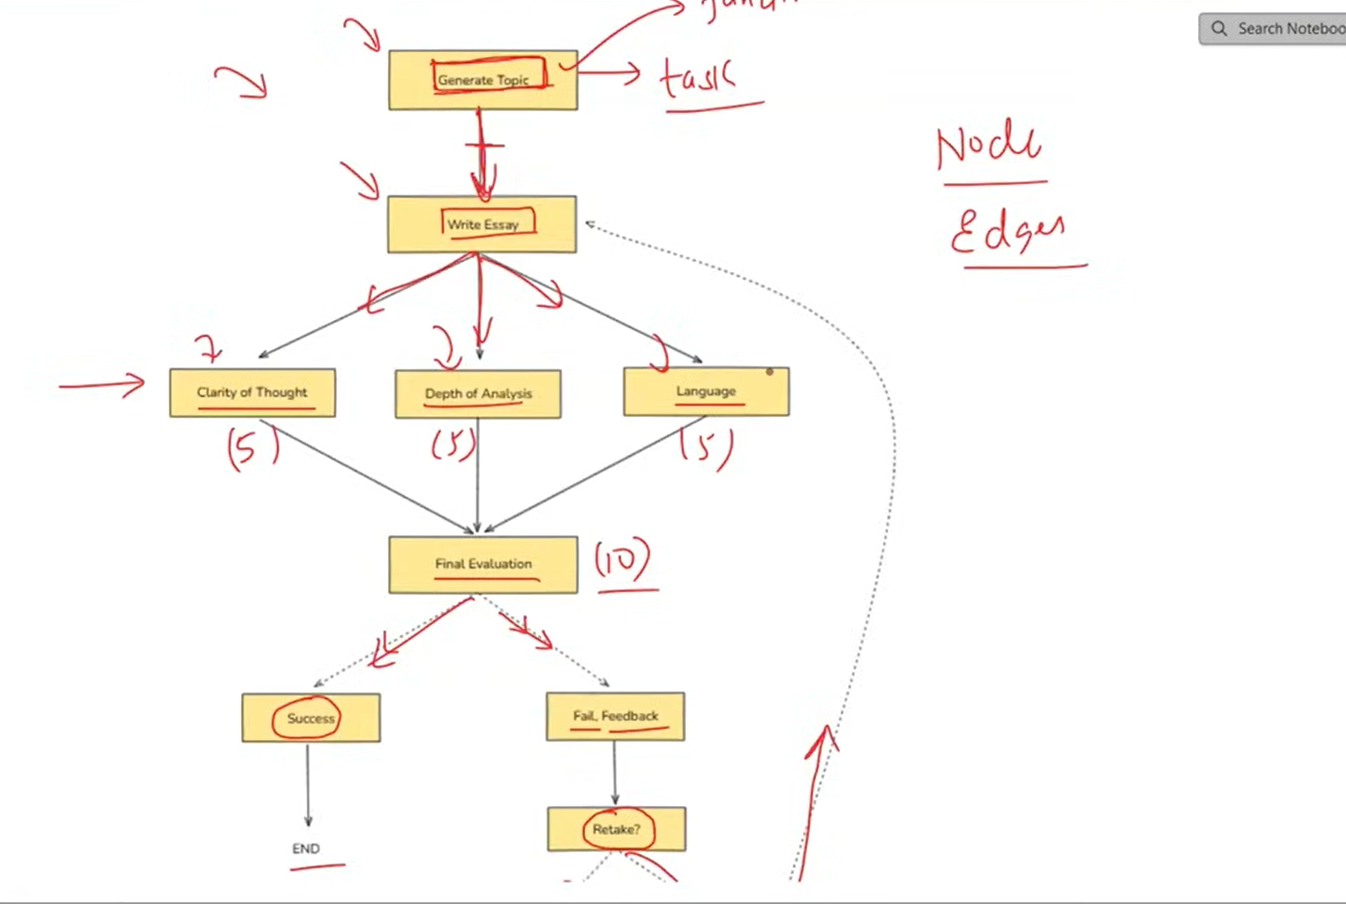 Search Noteboo
Generate Topic
task
Node
Write Essay
Edges
Clarity of Thought
Depth of Analysis
Language
(5)
(5)
(5)
Final Evaluation
(10)
Success
Fail, Feedback
Retake?
END